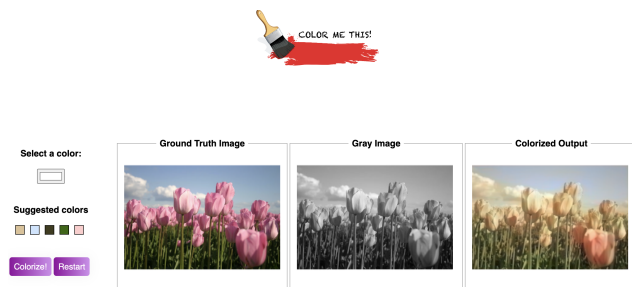 COLOR ME THIS!
Select a color:
Suggested colors
Colorize!
Restart
Ground Truth Image
Gray Image
Colorized Output